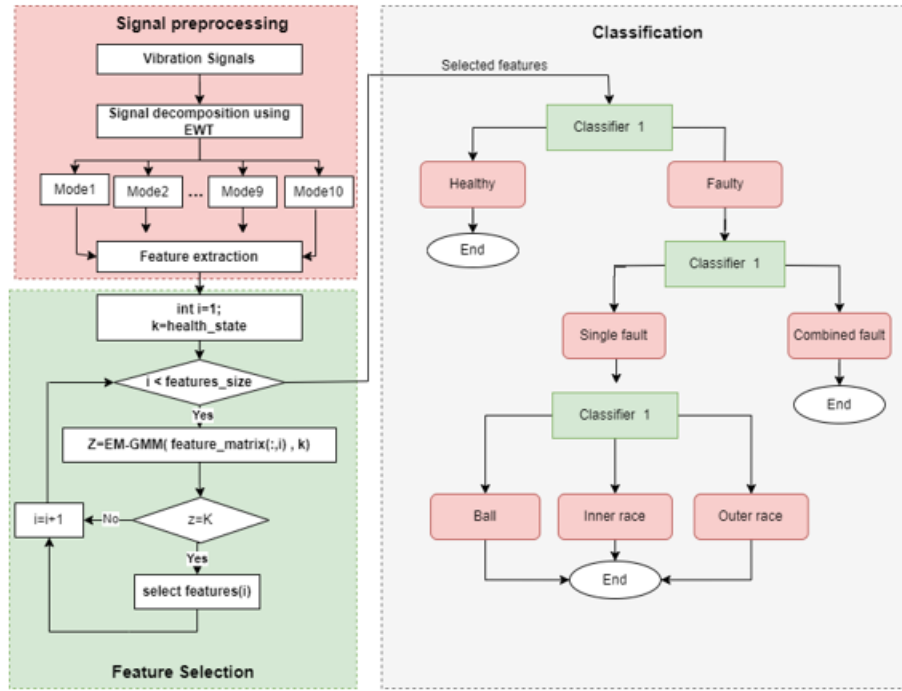 Signal preprocessing
Vibration Signals
Signal decomposition using
EWT
Mode1
Mode2
...
Mode9
Mode10
Feature extraction
int i=1;
k=health_state
i < features_size
Yes
Z=EM-GMM( feature_matrix(:,i) , k)
z=K
No
i=i+1
Yes
select features(i)
Feature Selection
Classification
Selected features
Classifier 1
Healthy
Faulty
End
Classifier 1
Single fault
Combined fault
End
Classifier 1
Ball
Inner race
Outer race
End